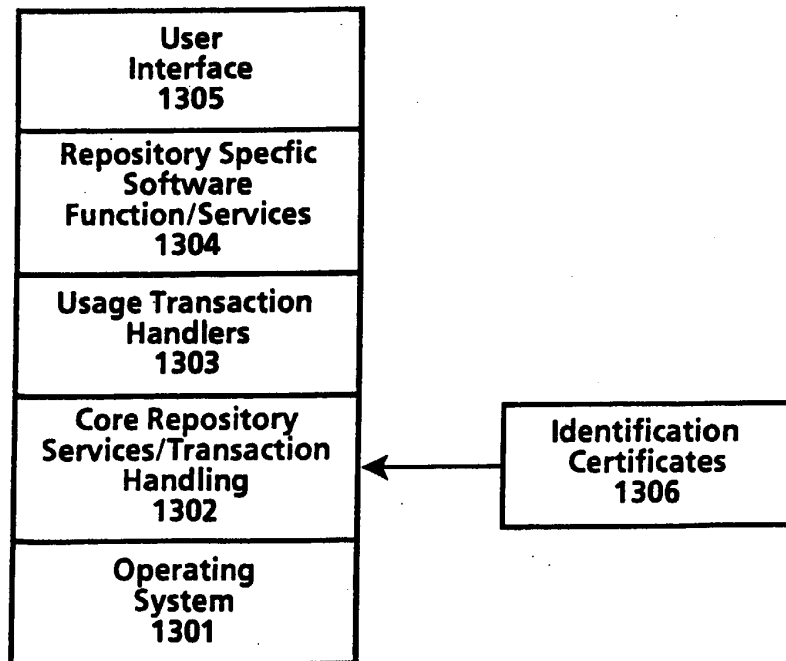 User
Interface
1305
Repository Specfic
Software
Function/Services
1304
Usage Transaction
Handlers
1303
Core Repository
Services/Transaction
Handling
1302
Identification
Certificates
1306
Operating
System
1301